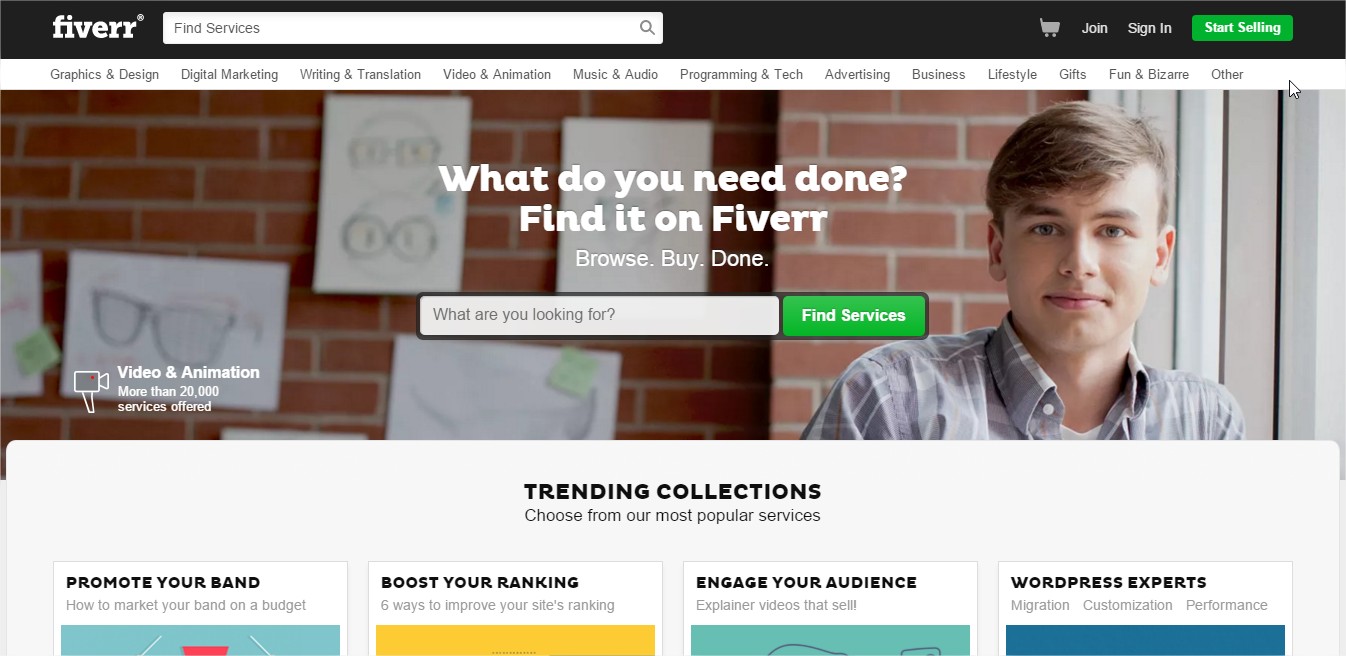 fiverr®
Find Services
Join
Sign In
Start Selling
Graphics & Design
Digital Marketing
Writing & Translation
Video & Animation
Music & Audio
Programming & Tech
Advertising
Business
Lifestyle
Gifts
Fun & Bizarre
Other
What do you need done?
Find it on Fiverr
Browse. Buy. Done.
What are you looking for?
Find Services
Video & Animation
More than 20,000
services offered
TRENDING COLLECTIONS
Choose from our most popular services
PROMOTE YOUR BAND
How to market your band on a budget
BOOST YOUR RANKING
6 ways to improve your site's ranking
ENGAGE YOUR AUDIENCE
Explainer videos that sell!
WORDPRESS EXPERTS
Migration Customization Performance